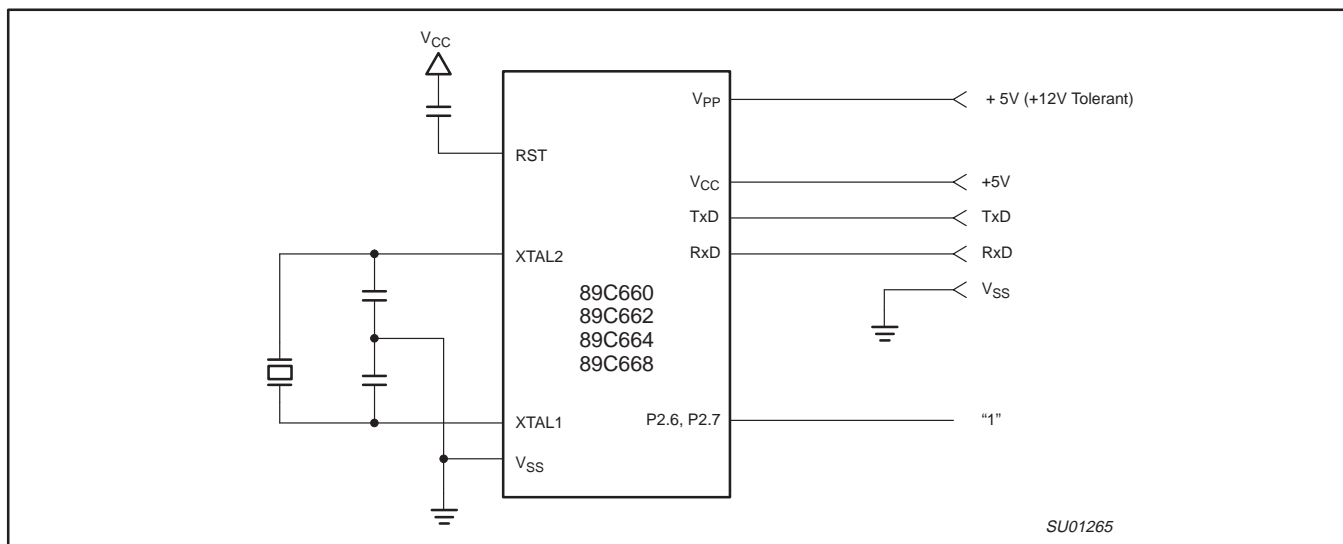 VCC
RST
XTAL2
XTAL1
VSS
89C660
89C662
89C664
89C668
VPP
VCC
TxD
RxD
P2.6, P2.7
+ 5V (+12V Tolerant)
+5V
TxD
RxD
VSS
“1”
SU01265